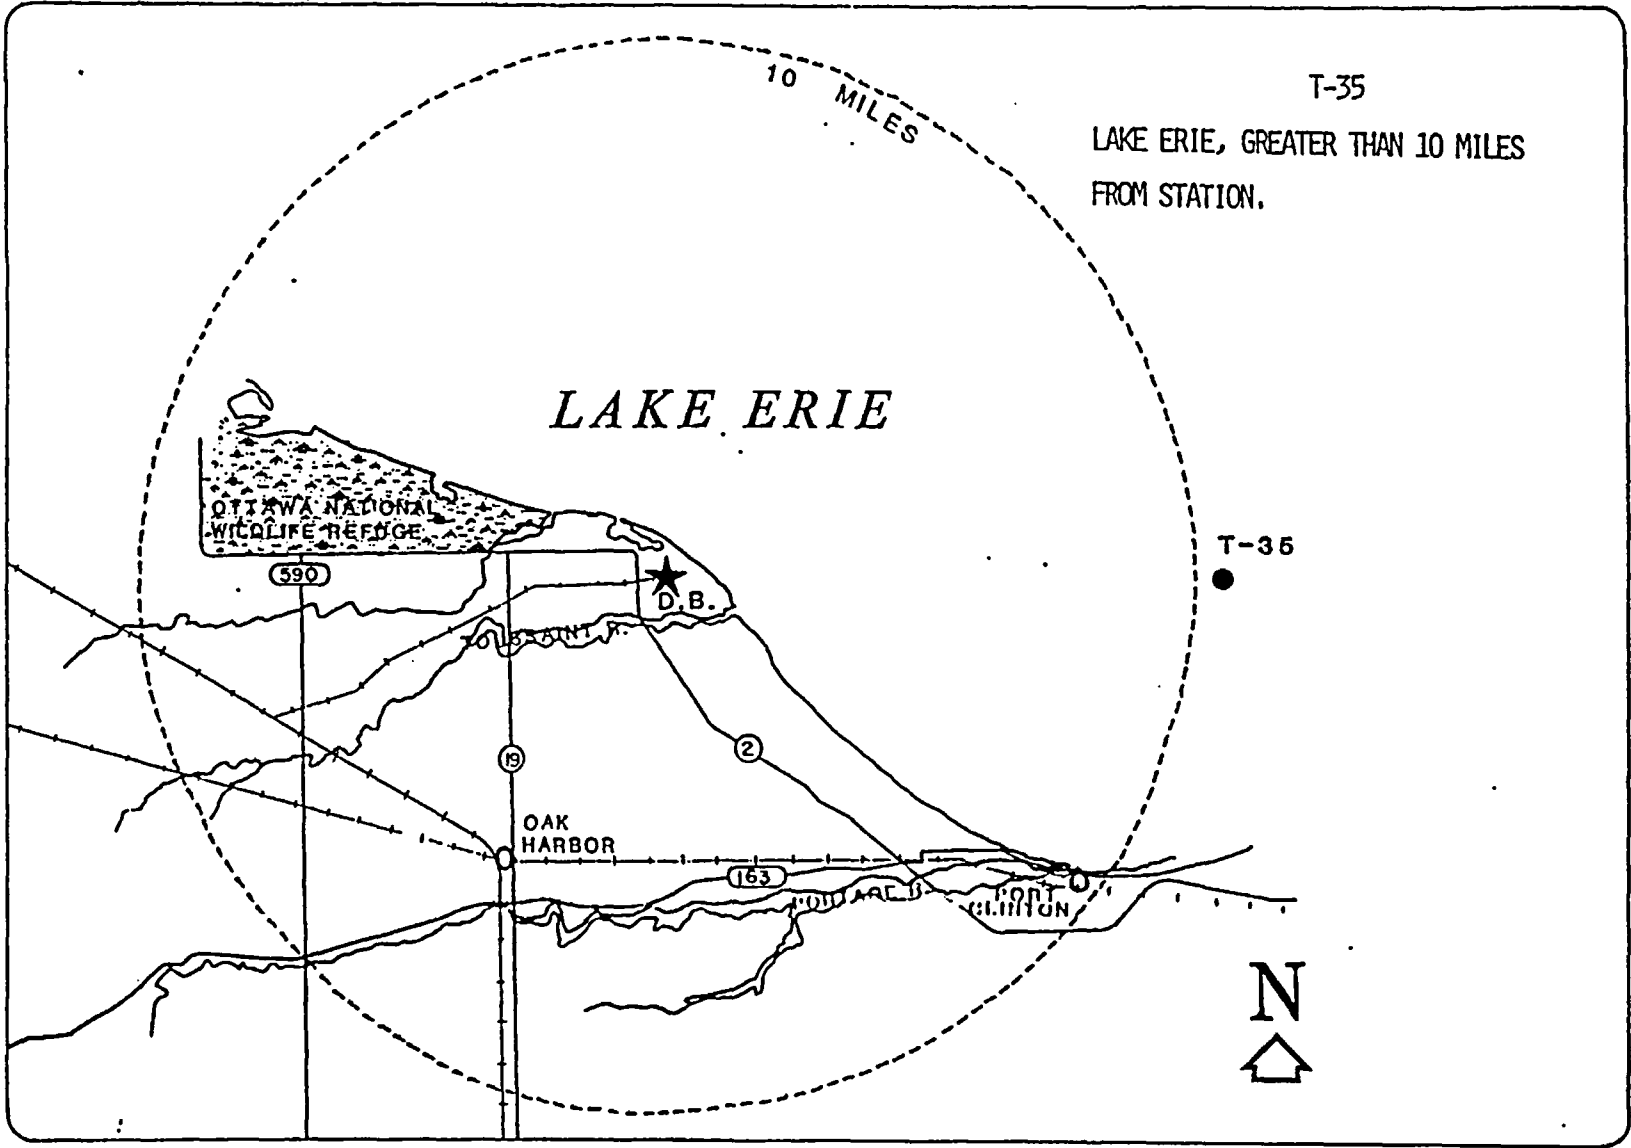 10 MILES
T-35
LAKE ERIE, GREATER THAN 10 MILES
FROM STATION.
LAKE ERIE
OTTAWA NATIONAL
WILDLIFE REFUGE
T-35
590
D.B.
TOUSSAINT R.
2
19
OAK
HARBOR
163
PORT
CLINTON
N